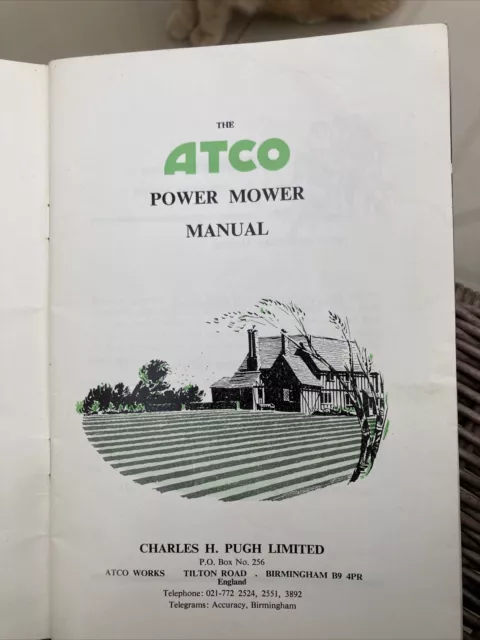 THE
ATCO
POWER MOWER
MANUAL
CHARLES H. PUGH LIMITED
P.O. Box No. 256
ATCO WORKS TILTON ROAD . BIRMINGHAM B9 4PR
England
Telephone: 021-772 2524, 2551, 3892
Telegrams: Accuracy, Birmingham